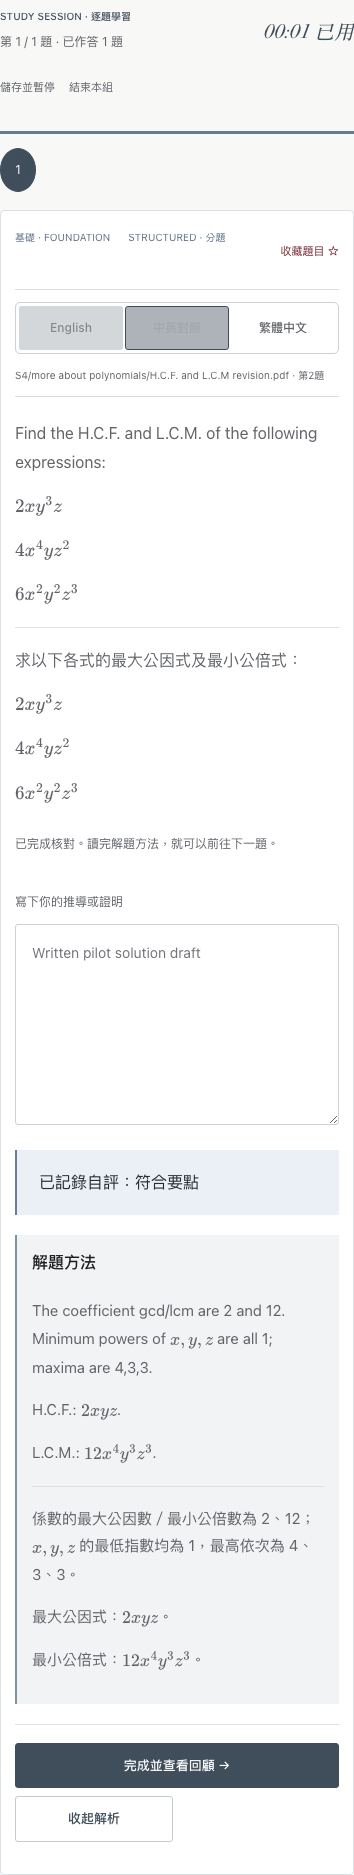 STUDY SESSION · 逐題學習
第 1 / 1 題 · 已作答 1 題
00:01 已用
儲存並暫停 結束本組
1
基礎 · FOUNDATION STRUCTURED · 分題
收藏題目 ☆
English 中英對照 繁體中文
S4/more about polynomials/H.C.F. and L.C.M revision.pdf · 第2題
Find the H.C.F. and L.C.M. of the following
expressions:
2xy³z
4x⁴yz²
6x²y²z³
求以下各式的最大公因式及最小公倍式：
2xy³z
4x⁴yz²
6x²y²z³
已完成核對。讀完解題方法，就可以前往下一題。
寫下你的推導或證明
Written pilot solution draft
已記錄自評：符合要點
解題方法
The coefficient gcd/lcm are 2 and 12.
Minimum powers of x, y, z are all 1;
maxima are 4,3,3.
H.C.F.: 2xyz.
L.C.M.: 12x⁴y³z³.
係數的最大公因數 / 最小公倍數為 2、12；
x, y, z 的最低指數均為 1，最高依次為 4、
3、3。
最大公因式：2xyz。
最小公倍式：12x⁴y³z³。
完成並查看回顧 →
收起解析